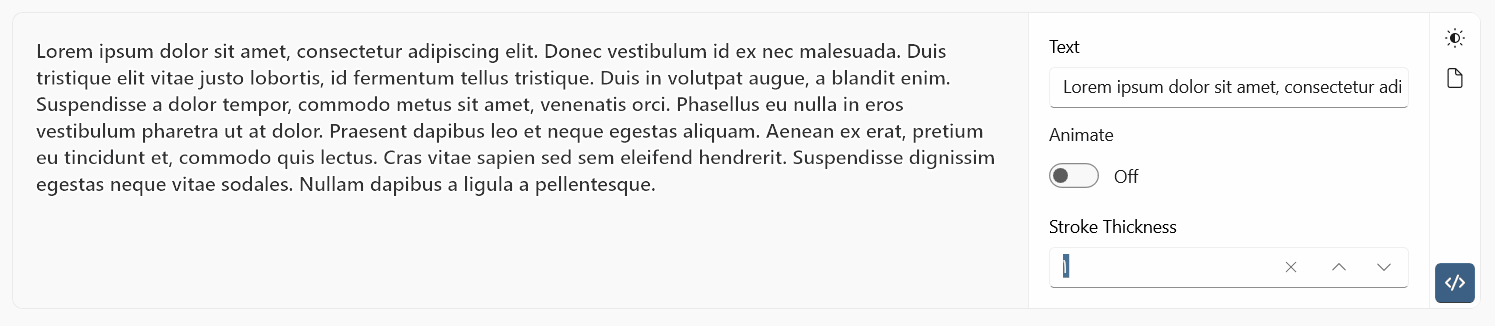 Lorem ipsum dolor sit amet, consectetur adipiscing elit. Donec vestibulum id ex nec malesuada. Duis
tristique elit vitae justo lobortis, id fermentum tellus tristique. Duis in volutpat augue, a blandit enim.
Suspendisse a dolor tempor, commodo metus sit amet, venenatis orci. Phasellus eu nulla in eros
vestibulum pharetra ut at dolor. Praesent dapibus leo et neque egestas aliquam. Aenean ex erat, pretium
eu tincidunt et, commodo quis lectus. Cras vitae sapien sed sem eleifend hendrerit. Suspendisse dignissim
egestas neque vitae sodales. Nullam dapibus a ligula a pellentesque.
Text
Lorem ipsum dolor sit amet, consectetur adi
Animate
Off
Stroke Thickness